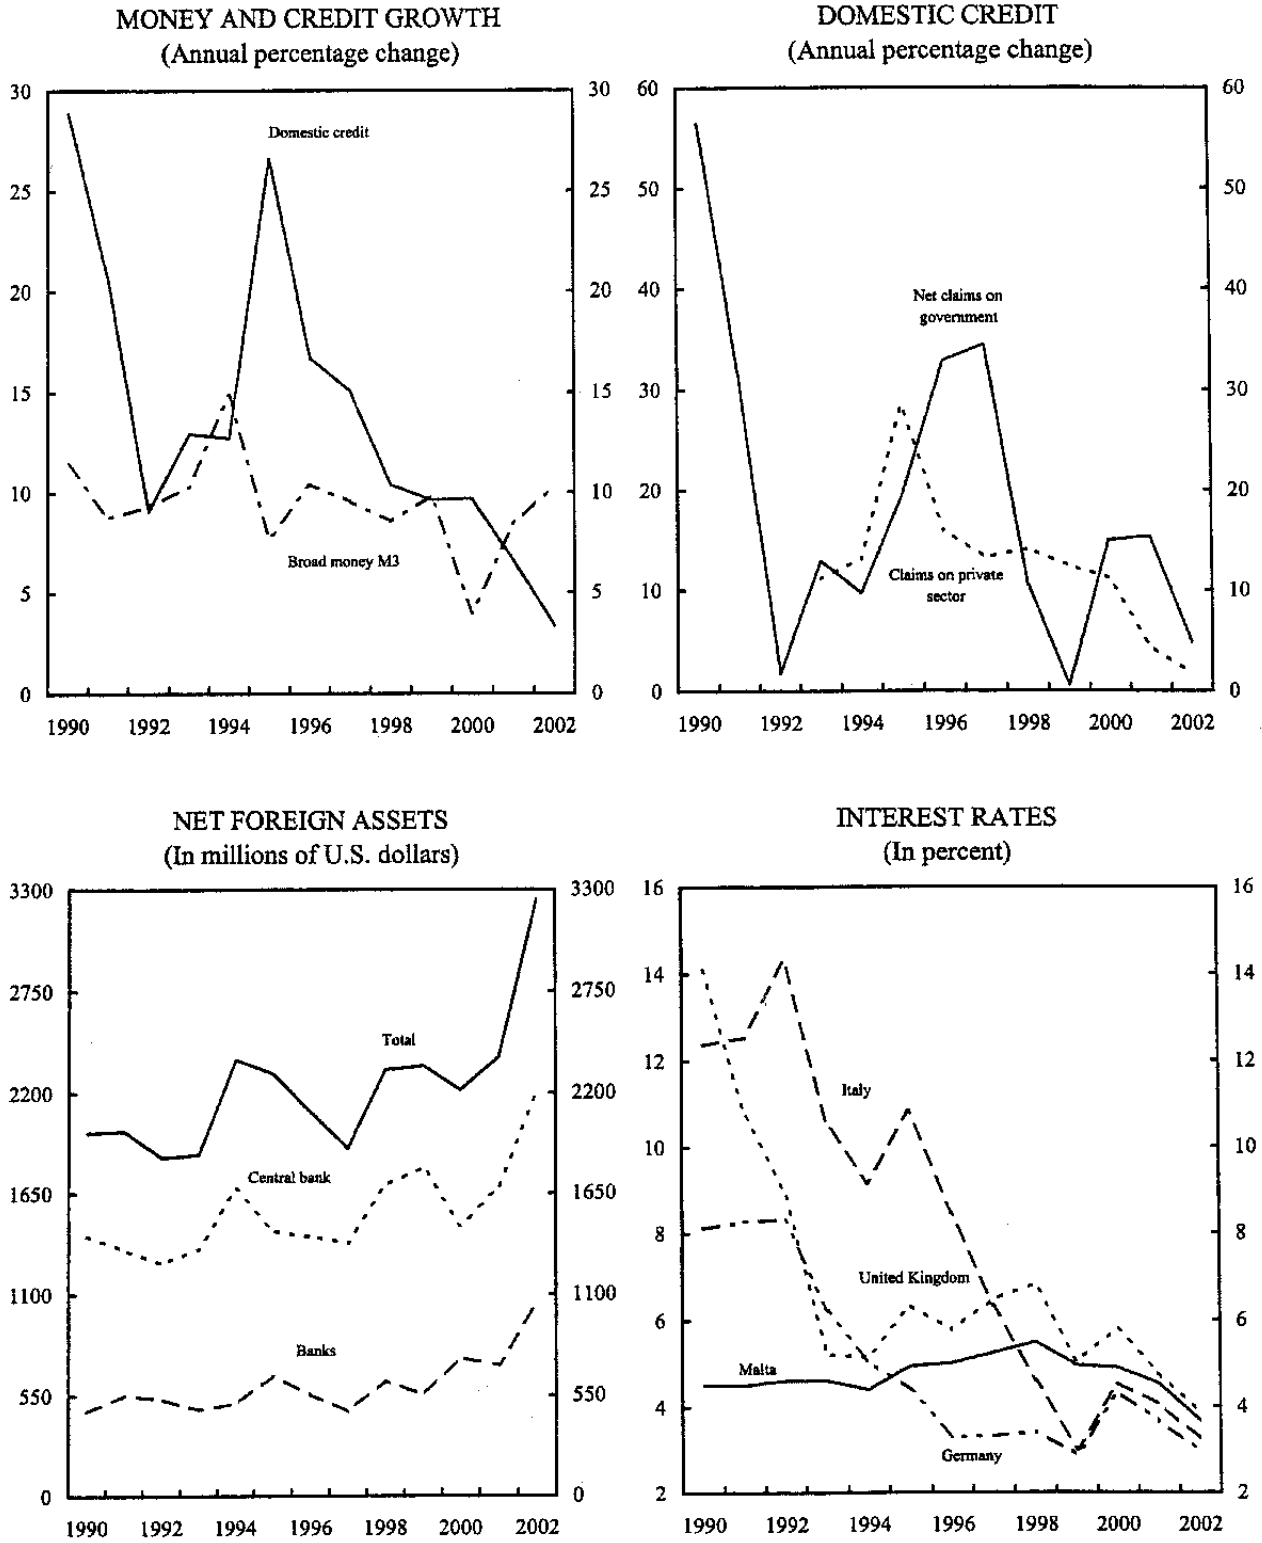 MONEY AND CREDIT GROWTH
(Annual percentage change)
30 30
Domestic credit
25 25
20 20
15 15
10 10
Broad money M3
5 5
0 0
1990 1992 1994 1996 1998 2000 2002
DOMESTIC CREDIT
(Annual percentage change)
60 60
50 50
40 40
Net claims on
government
30 30
20 20
Claims on private
sector
10 10
0 0
1990 1992 1994 1996 1998 2000 2002
NET FOREIGN ASSETS
(In millions of U.S. dollars)
3300 3300
2750 2750
Total
2200 2200
Central bank
1650 1650
1100 1100
Banks
550 550
0 0
1990 1992 1994 1996 1998 2000 2002
INTEREST RATES
(In percent)
16 16
14 14
12 12
Italy
10 10
8 8
United Kingdom
6 6
Malta
4 4
Germany
2 2
1990 1992 1994 1996 1998 2000 2002